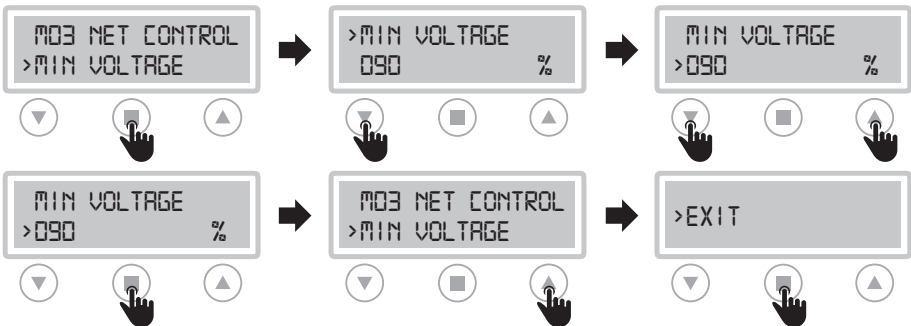 M03 NET CONTROL
>MIN VOLTAGE
>MIN VOLTAGE
090 %
MIN VOLTAGE
>090 %
MIN VOLTAGE
>090 %
M03 NET CONTROL
>MIN VOLTAGE
>EXIT